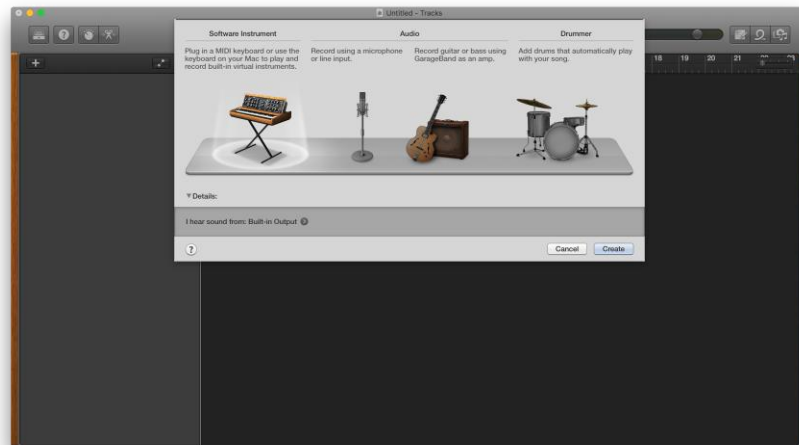 Untitled - Tracks
Software Instrument
Audio
Drummer
Plug in a MIDI keyboard or use the
keyboard on your Mac to play and
record built-in virtual instruments.
Record using a microphone
or line input.
Record guitar or bass using
GarageBand as an amp.
Add drums that automatically play
with your song.
18 19 20 21
Details:
I hear sound from: Built-in Output
?
Cancel
Create